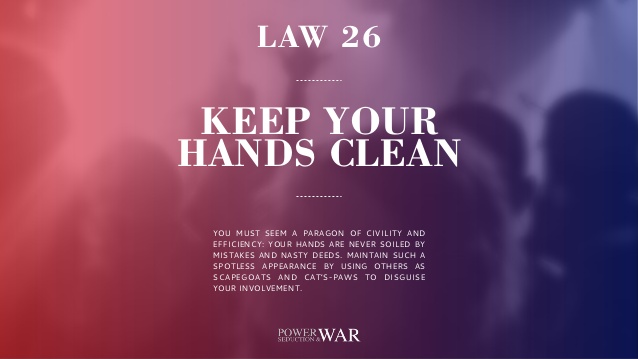 LAW 26
KEEP YOUR
HANDS CLEAN
YOU MUST SEEM A PARAGON OF CIVILITY AND
EFFICIENCY: YOUR HANDS ARE NEVER SOILED BY
MISTAKES AND NASTY DEEDS. MAINTAIN SUCH A
SPOTLESS APPEARANCE BY USING OTHERS AS
SCAPEGOATS AND CAT'S-PAWS TO DISGUISE
YOUR INVOLVEMENT.
POWER
SEDUCTION & WAR